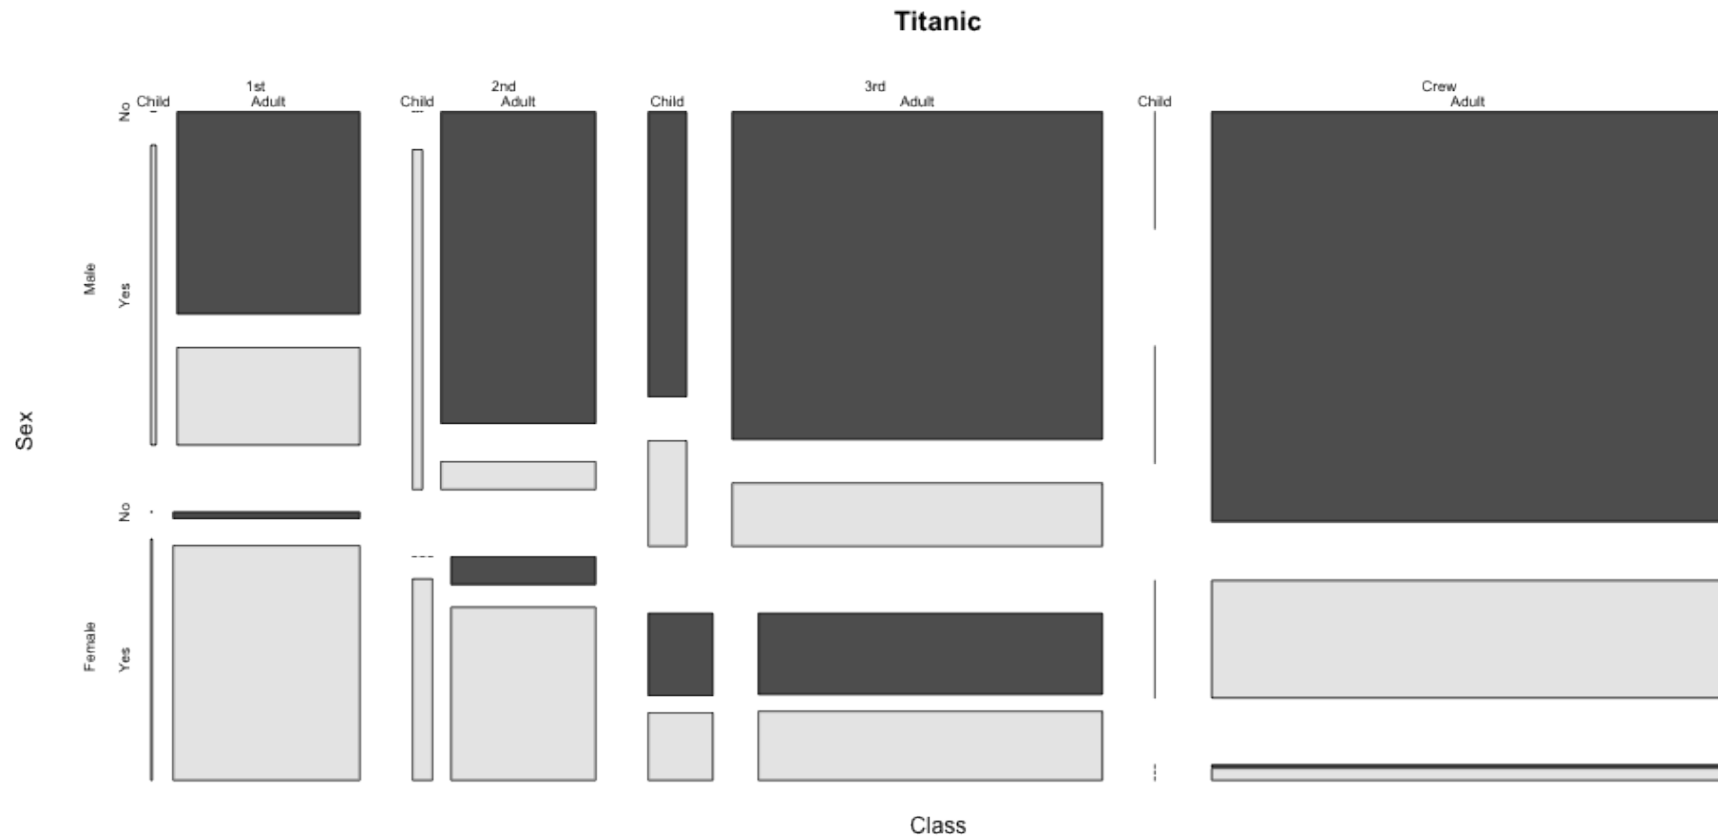 Titanic
1st 2nd 3rd Crew
Child Adult Child Adult Child Adult Child Adult
No
Yes
Male
No
Yes
Female
Sex
Class